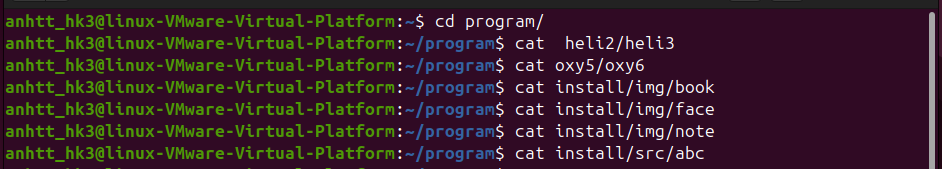 anhtt_hk3@linux-VMware-Virtual-Platform:~$ cd program/
anhtt_hk3@linux-VMware-Virtual-Platform:~/program$ cat  heli2/heli3
anhtt_hk3@linux-VMware-Virtual-Platform:~/program$ cat oxy5/oxy6
anhtt_hk3@linux-VMware-Virtual-Platform:~/program$ cat install/img/book
anhtt_hk3@linux-VMware-Virtual-Platform:~/program$ cat install/img/face
anhtt_hk3@linux-VMware-Virtual-Platform:~/program$ cat install/img/note
anhtt_hk3@linux-VMware-Virtual-Platform:~/program$ cat install/src/abc